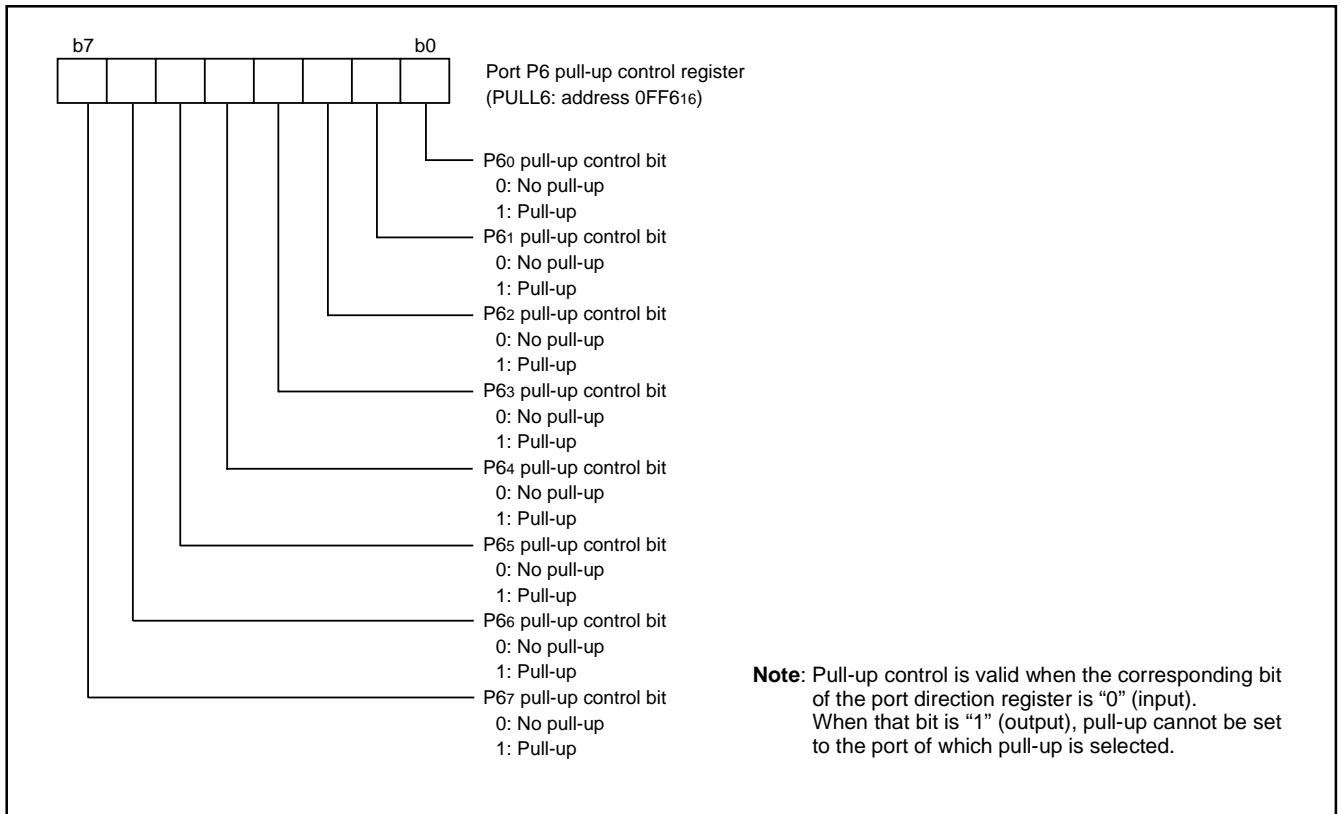 b7 b0
Port P6 pull-up control register
(PULL6: address 0FF616)
P60 pull-up control bit
0: No pull-up
1: Pull-up
P61 pull-up control bit
0: No pull-up
1: Pull-up
P62 pull-up control bit
0: No pull-up
1: Pull-up
P63 pull-up control bit
0: No pull-up
1: Pull-up
P64 pull-up control bit
0: No pull-up
1: Pull-up
P65 pull-up control bit
0: No pull-up
1: Pull-up
P66 pull-up control bit
0: No pull-up
1: Pull-up
P67 pull-up control bit
0: No pull-up
1: Pull-up
Note: Pull-up control is valid when the corresponding bit
of the port direction register is “0” (input).
When that bit is “1” (output), pull-up cannot be set
to the port of which pull-up is selected.